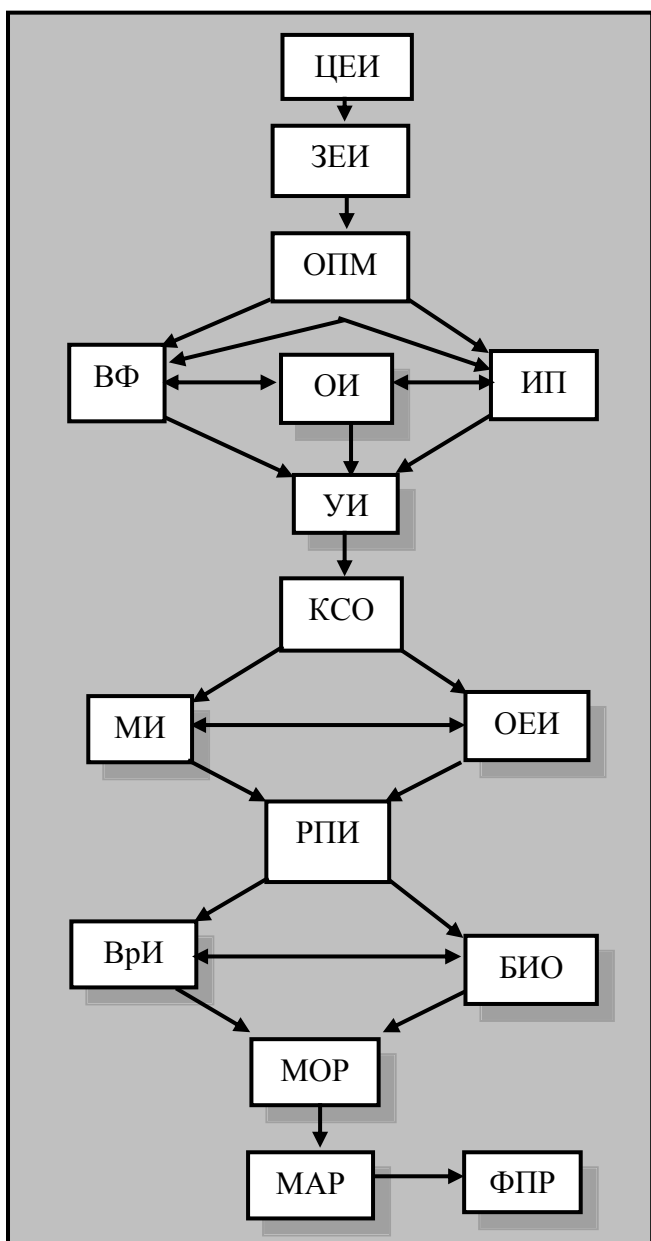 ЦЕИ
ЗЕИ
ОПМ
ВФ
ОИ
ИП
УИ
КСО
МИ
ОЕИ
РПИ
ВрИ
БИО
МОР
МАР
ФПР